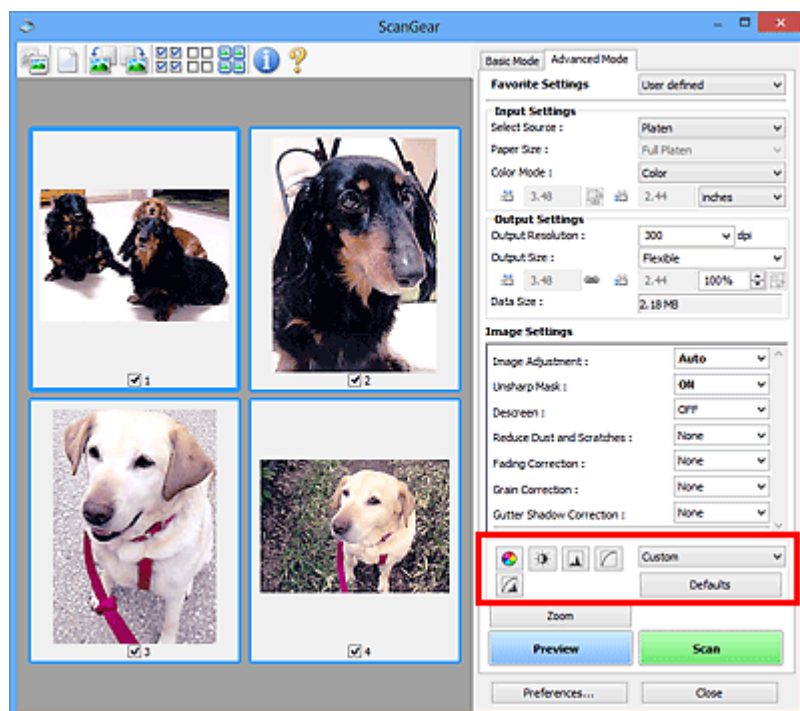 ScanGear
Basic Mode Advanced Mode
Favorite Settings User defined
Input Settings
Select Source : Platen
Paper Size : Full Platen
Color Mode : Color
3.48 2.44 inches
Output Settings
Output Resolution : 300 dpi
Output Size : Flexible
3.48 2.44 100%
Data Size : 2.18 MB
Image Settings
Image Adjustment : Auto
Unsharp Mask : ON
Descreen : OFF
Reduce Dust and Scratches : None
Fading Correction : None
Grain Correction : None
Gutter Shadow Correction : None
Custom
Defaults
Zoom
Preview Scan
Preferences... Close
1
2
3
4